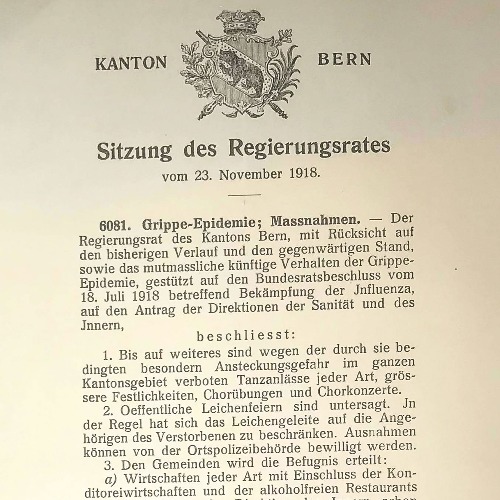 KANTON BERN
Sitzung des Regierungsrates
vom 23. November 1918.
6081. Grippe-Epidemie; Massnahmen. — Der
Regierungsrat des Kantons Bern, mit Rücksicht auf
den bisherigen Verlauf und den gegenwärtigen Stand,
sowie das mutmassliche künftige Verhalten der Grippe-
Epidemie, gestützt auf den Bundesratsbeschluss vom
18. Juli 1918 betreffend Bekämpfung der Jnfluenza,
auf den Antrag der Direktionen der Sanität und des
Jnnern,
beschliesst:
1. Bis auf weiteres sind wegen der durch sie be-
dingten besondern Ansteckungsgefahr im ganzen
Kantonsgebiet verboten Tanzanlässe jeder Art, grös-
sere Festlichkeiten, Chorübungen und Chorkonzerte.
2. Oeffentliche Leichenfeiern sind untersagt. Jn
der Regel hat sich das Leichengeleite auf die Ange-
hörigen des Verstorbenen zu beschränken. Ausnahmen
können von der Ortspolizeibehörde bewilligt werden.
3. Den Gemeinden wird die Befugnis erteilt:
a) Wirtschaften jeder Art mit Einschluss der Kon-
ditoreiwirtschaften und der alkoholfreien Restaurants